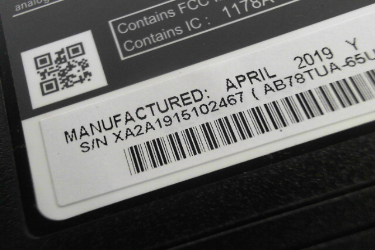 analog
Contains FCC
Contains IC : 1178A
MANUFACTURED: APRIL 2019 Y
S/N XA2A1915102467 ( AB78TUA-65U